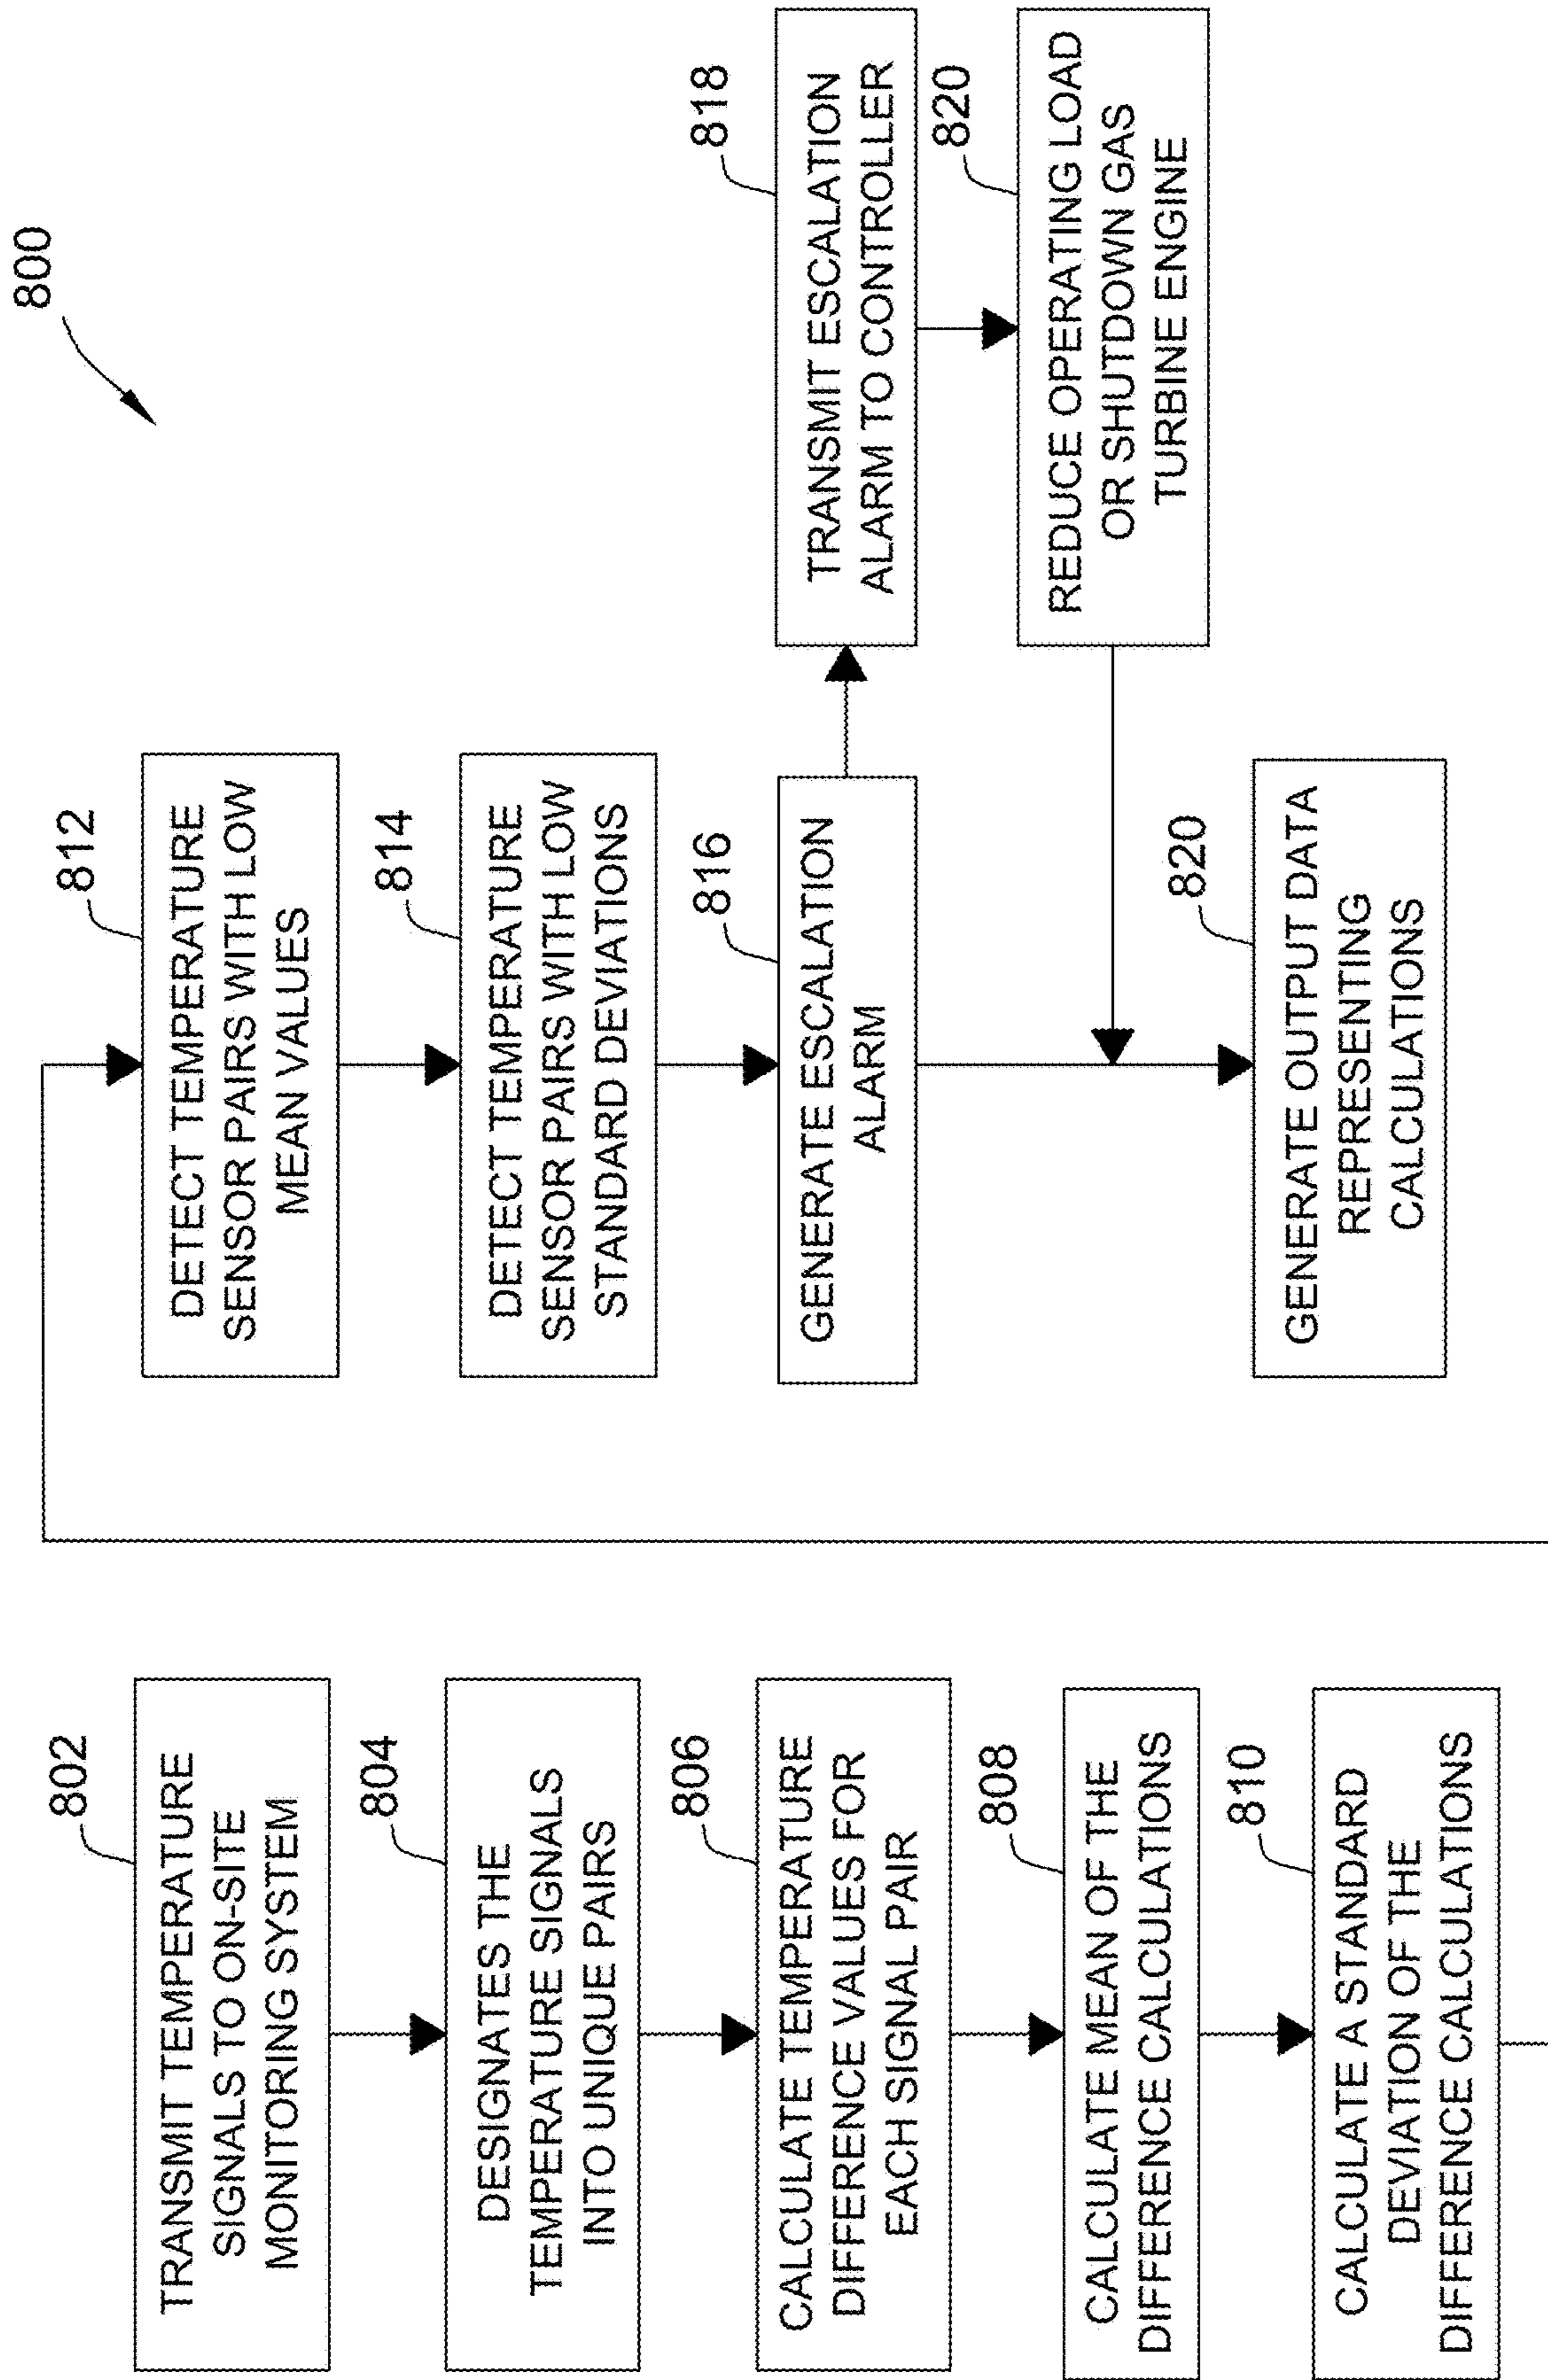 800
802
TRANSMIT TEMPERATURE
SIGNALS TO ON-SITE
MONITORING SYSTEM
804
DESIGNATES THE
TEMPERATURE SIGNALS
INTO UNIQUE PAIRS
806
CALCULATE TEMPERATURE
DIFFERENCE VALUES FOR
EACH SIGNAL PAIR
808
CALCULATE MEAN OF THE
DIFFERENCE CALCULATIONS
810
CALCULATE A STANDARD
DEVIATION OF THE
DIFFERENCE CALCULATIONS
812
DETECT TEMPERATURE
SENSOR PAIRS WITH LOW
MEAN VALUES
814
DETECT TEMPERATURE
SENSOR PAIRS WITH LOW
STANDARD DEVIATIONS
816
GENERATE ESCALATION
ALARM
818
TRANSMIT ESCALATION
ALARM TO CONTROLLER
820
REDUCE OPERATING LOAD
OR SHUTDOWN GAS
TURBINE ENGINE
820
GENERATE OUTPUT DATA
REPRESENTING
CALCULATIONS